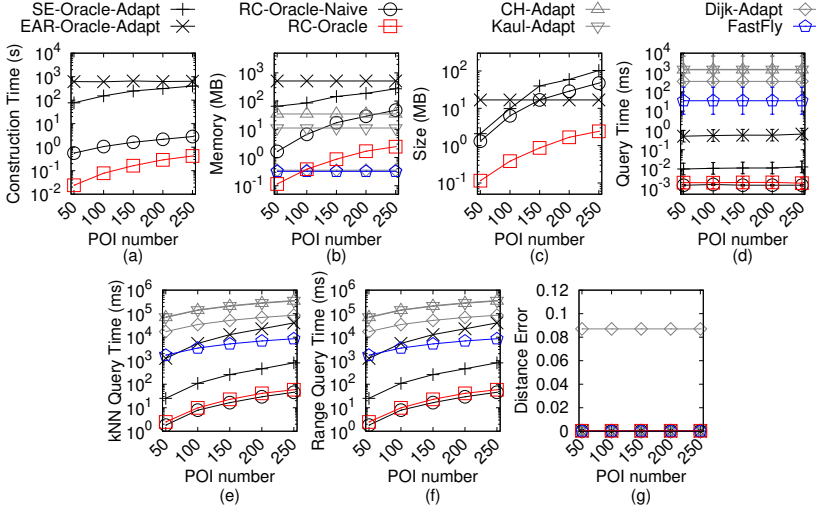 SE-Oracle-Adapt RC-Oracle-Naive CH-Adapt Dijk-Adapt
EAR-Oracle-Adapt RC-Oracle Kaul-Adapt FastFly
Construction Time (s)
10^3
10^2
10^1
10^0
10^-1
10^-2
50 100 150 200 250
POI number
(a)
Memory (MB)
10^3
10^2
10^1
10^0
10^-1
50 100 150 200 250
POI number
(b)
Size (MB)
10^2
10^1
10^0
10^-1
50 100 150 200 250
POI number
(c)
Query Time (ms)
10^4
10^3
10^2
10^1
10^0
10^-1
10^-2
10^-3
50 100 150 200 250
POI number
(d)
kNN Query Time (ms)
10^6
10^5
10^4
10^3
10^2
10^1
10^0
50 100 150 200 250
POI number
(e)
Range Query Time (ms)
10^6
10^5
10^4
10^3
10^2
10^1
10^0
50 100 150 200 250
POI number
(f)
Distance Error
0.12
0.1
0.08
0.06
0.04
0.02
0
50 100 150 200 250
POI number
(g)